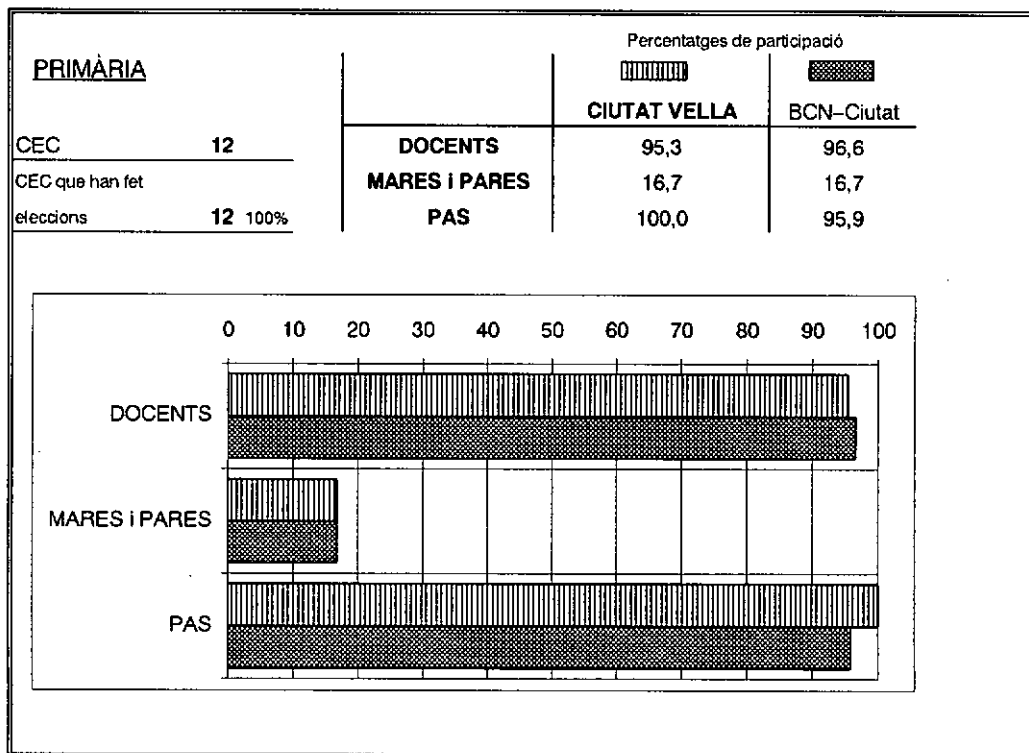 Percentatges de participació
PRIMÀRIA
CIUTAT VELLA BCN–Ciutat
CEC 12 DOCENTS 95,3 96,6
CEC que han fet MARES i PARES 16,7 16,7
eleccions 12 100% PAS 100,0 95,9
0 10 20 30 40 50 60 70 80 90 100
DOCENTS
MARES i PARES
PAS